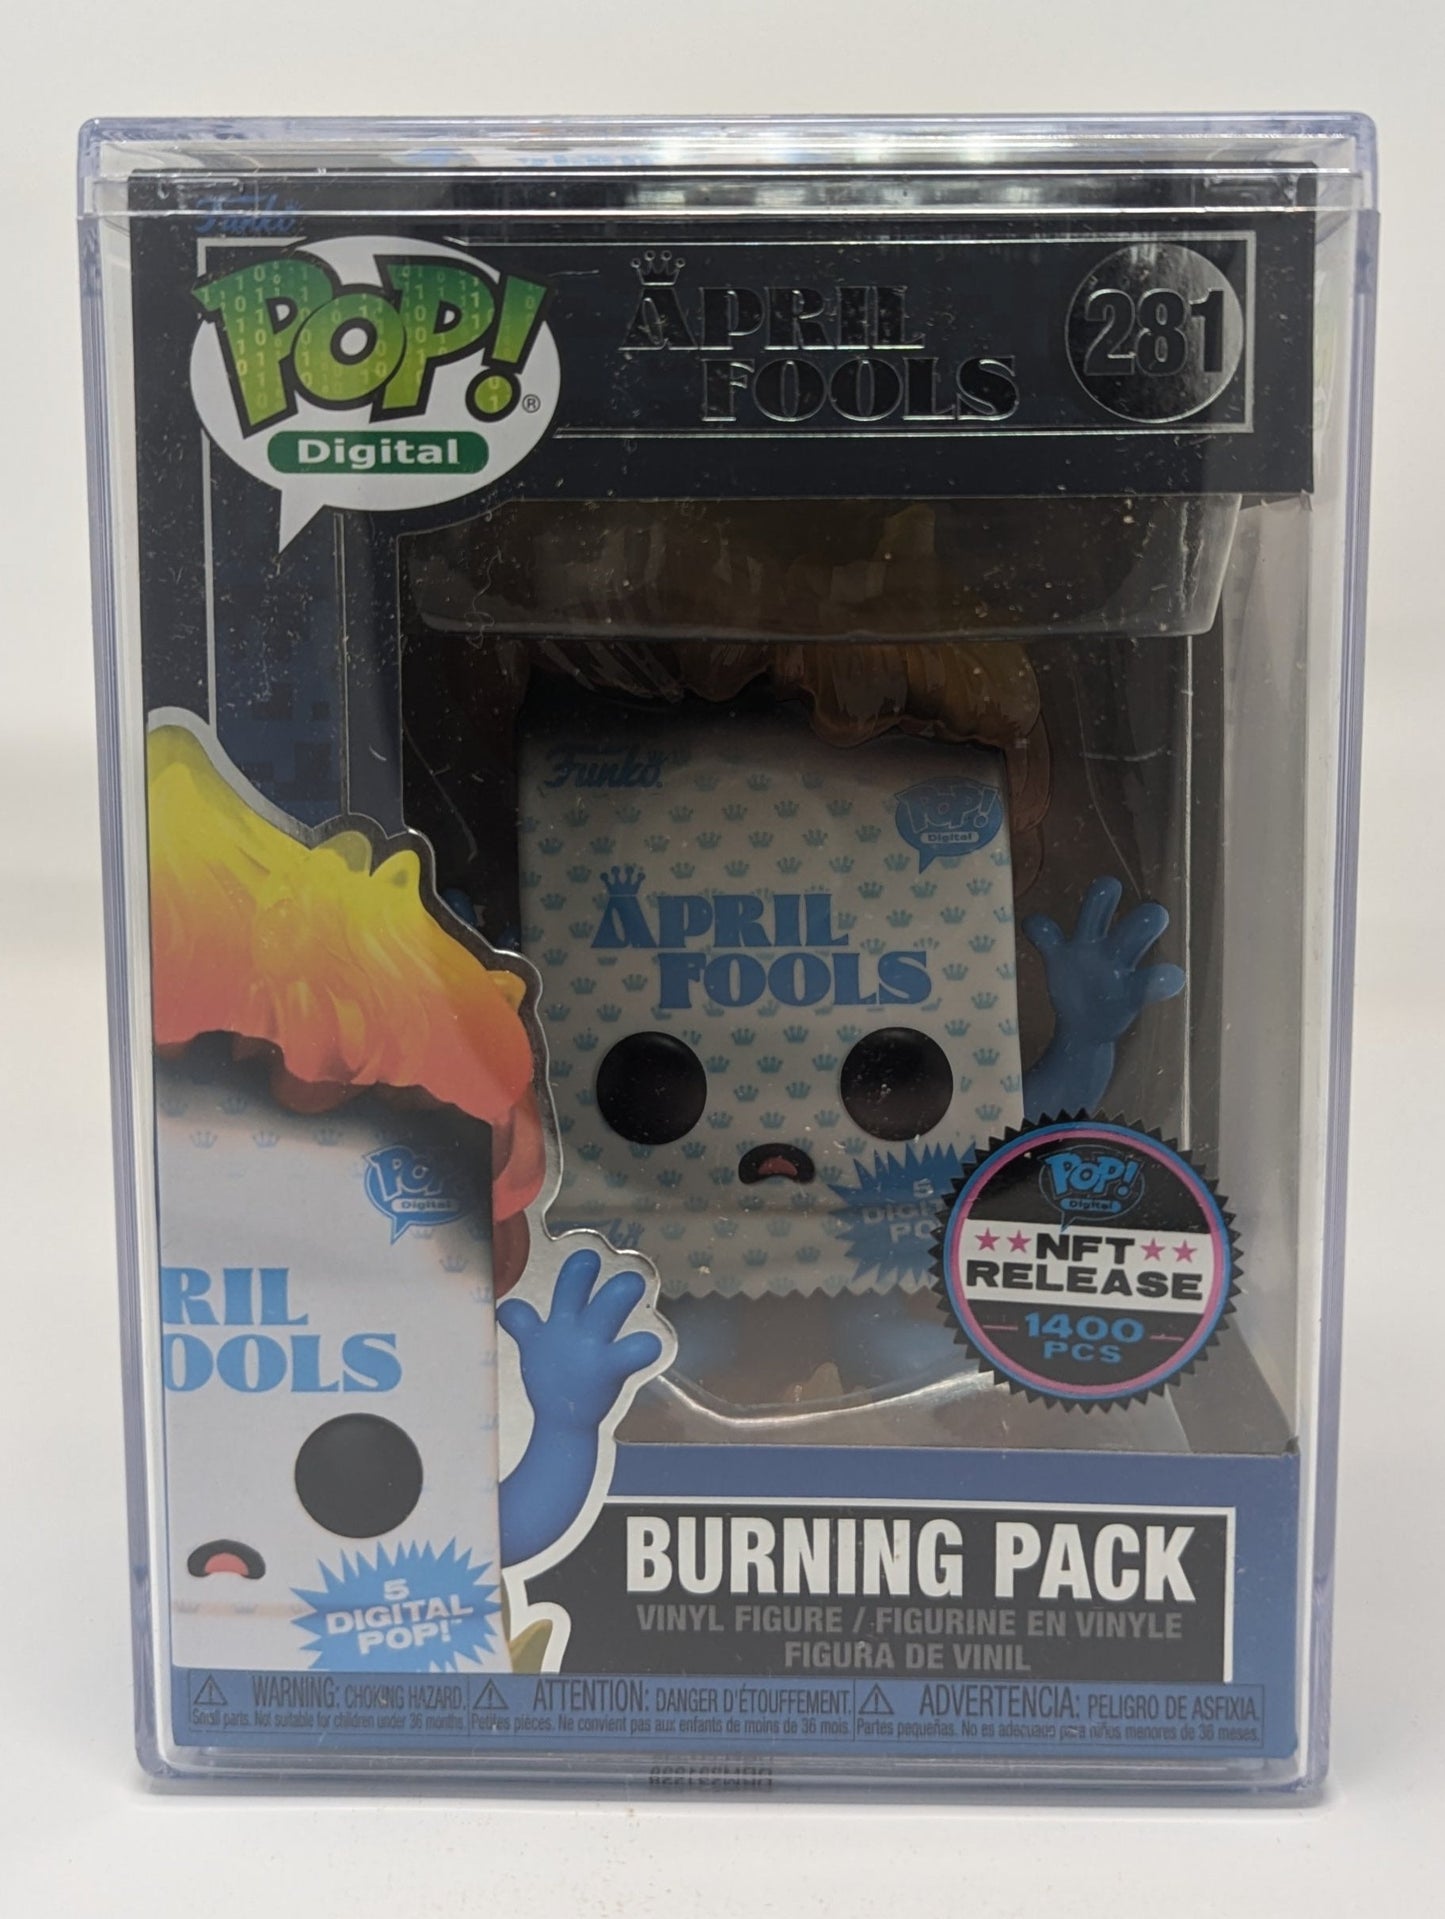 Funko
POP!®
Digital
APRIL
FOOLS
281
Funko
POP!
Digital
APRIL
FOOLS
5
DIGIT
PO
POP!
Digital
NFT
RELEASE
1400
PCS
POP
Digital
RIL
OOLS
5
DIGITAL
POP!
BURNING PACK
VINYL FIGURE / FIGURINE EN VINYLE
FIGURA DE VINIL
WARNING: CHOKING HAZARD.
Small parts. Not suitable for children under 36 months.
ATTENTION: DANGER D'ÉTOUFFEMENT.
Petites pièces. Ne convient pas aux enfants de moins de 36 mois.
ADVERTENCIA: PELIGRO DE ASFIXIA.
Partes pequeñas. No es adecuado para niños menores de 36 meses.